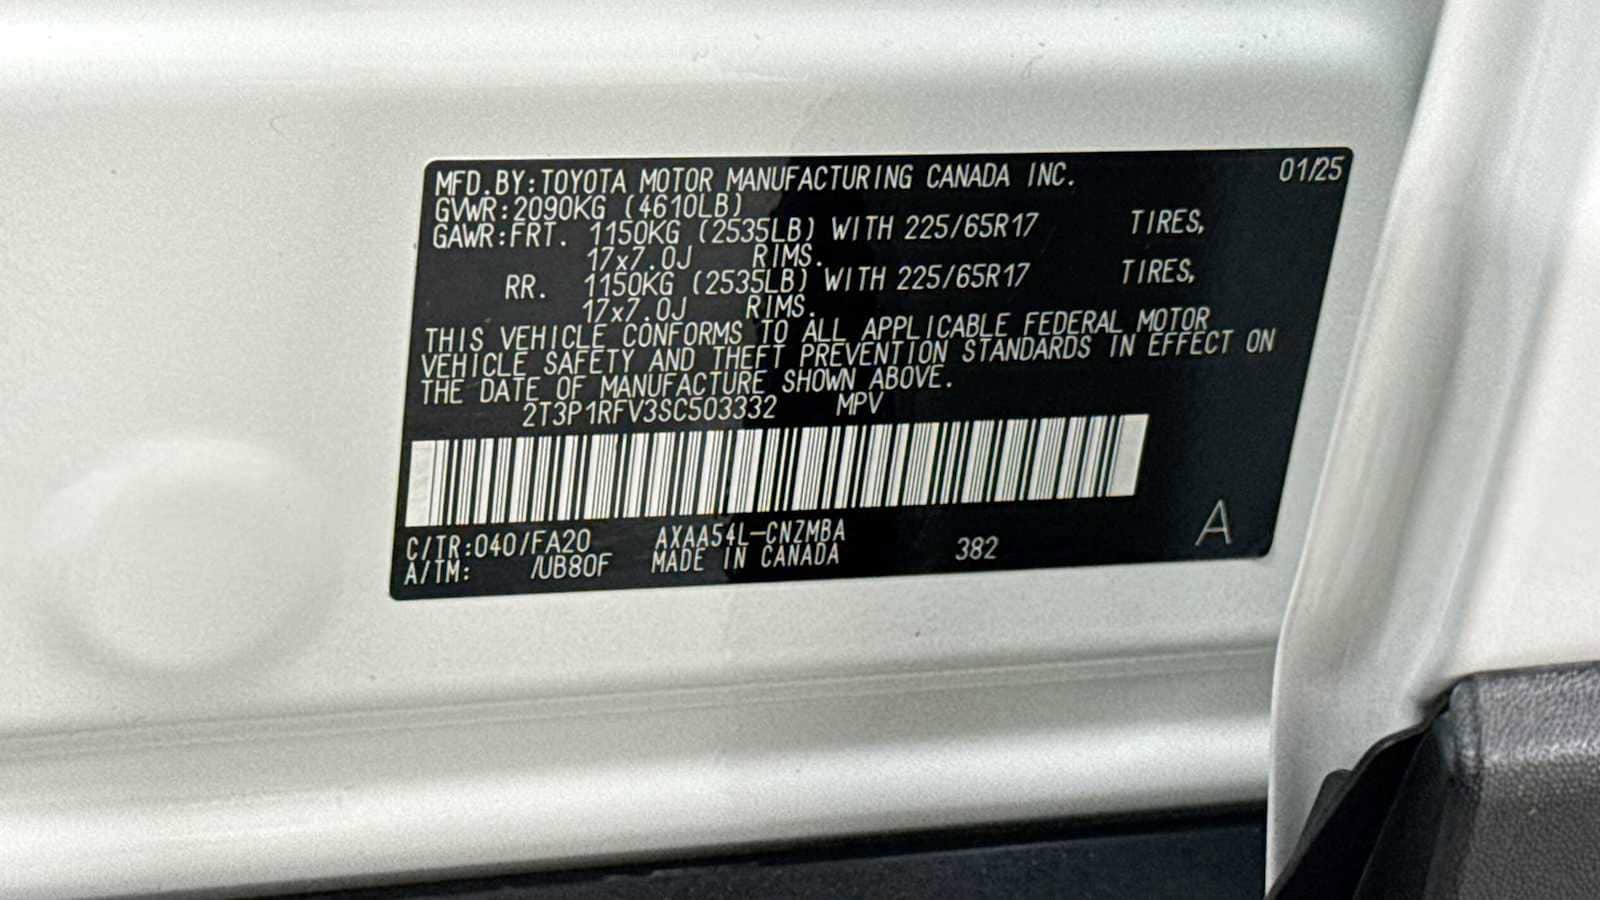 MFD.BY:TOYOTA MOTOR MANUFACTURING CANADA INC. 01/25
GVWR:2090KG (4610LB)
GAWR:FRT. 1150KG (2535LB) WITH 225/65R17 TIRES,
17x7.0J RIMS.
RR. 1150KG (2535LB) WITH 225/65R17 TIRES,
17x7.0J RIMS.
THIS VEHICLE CONFORMS TO ALL APPLICABLE FEDERAL MOTOR
VEHICLE SAFETY AND THEFT PREVENTION STANDARDS IN EFFECT ON
THE DATE OF MANUFACTURE SHOWN ABOVE.
2T3P1RFV3SC503332 MPV
C/TR:040/FA20 AXAA54L-CNZMBA
A/TM: /UB80F MADE IN CANADA 382 A